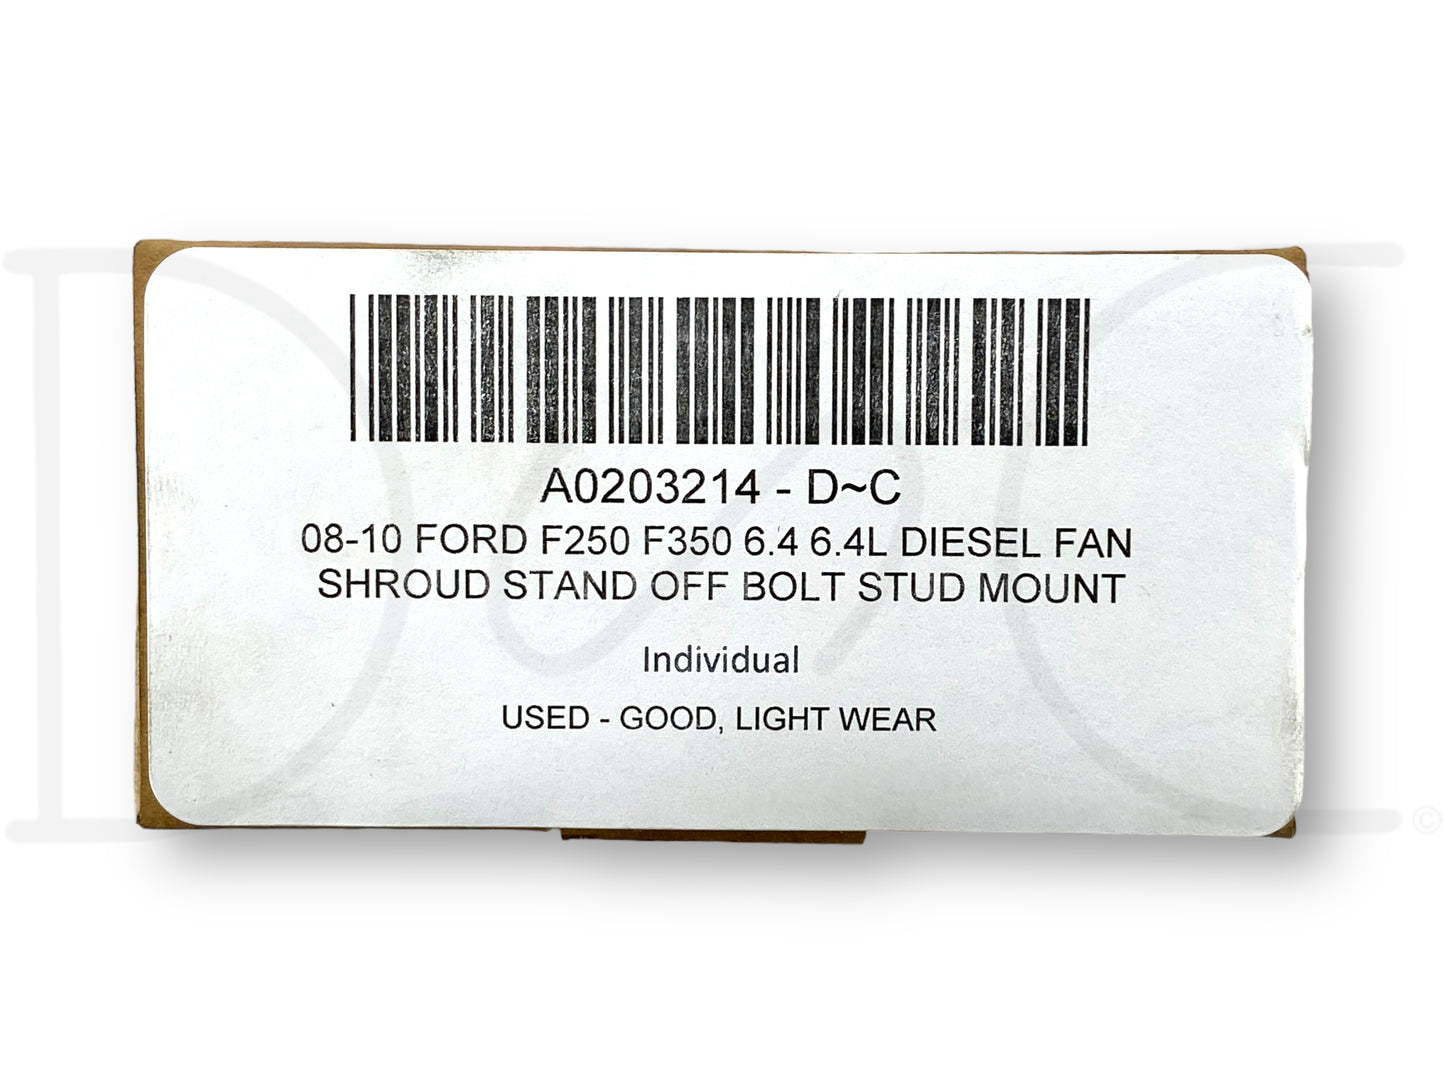 A0203214 - D~C
08-10 FORD F250 F350 6.4 6.4L DIESEL FAN
SHROUD STAND OFF BOLT STUD MOUNT
Individual
USED - GOOD, LIGHT WEAR
©